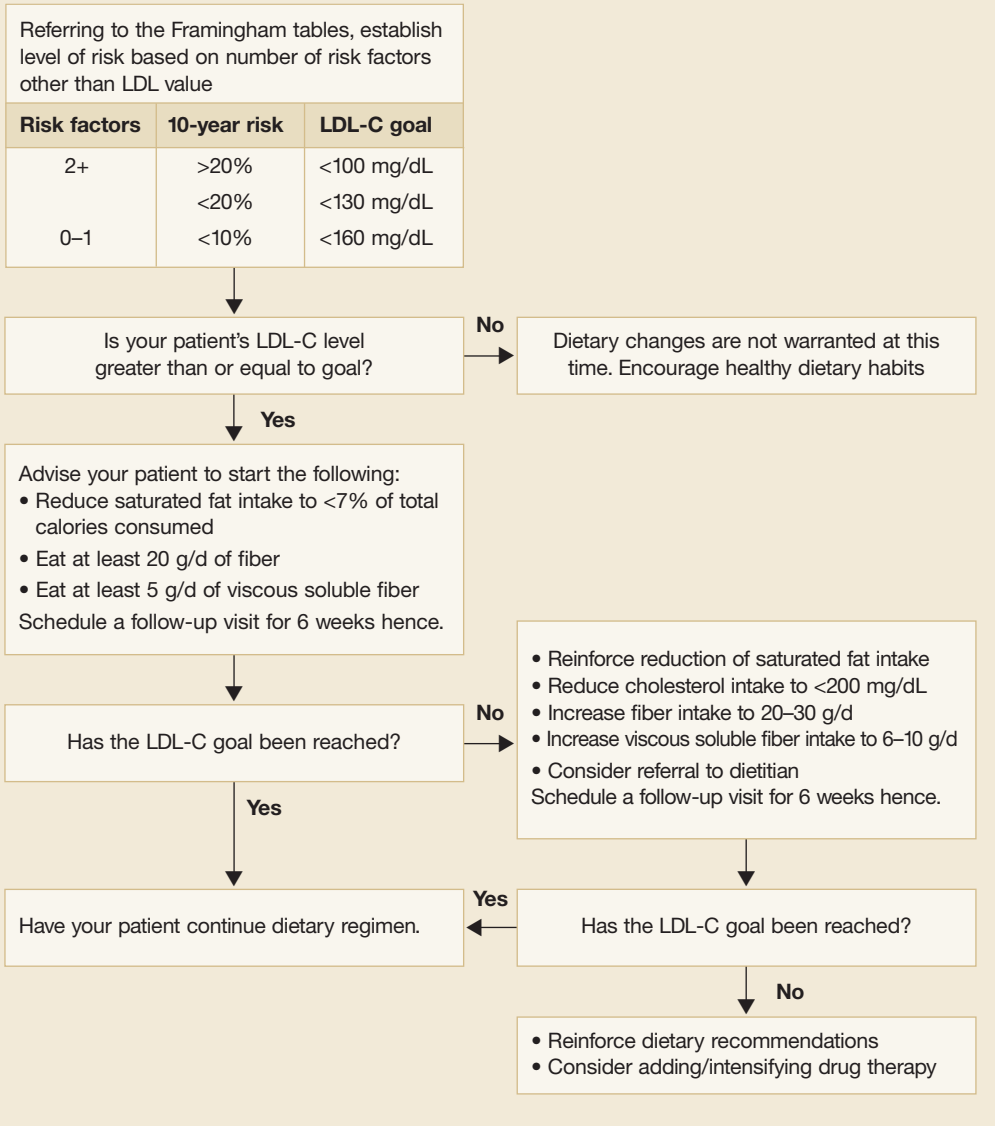 Referring to the Framingham tables, establish
level of risk based on number of risk factors
other than LDL value
Risk factors 10-year risk LDL-C goal
2+ >20% <100 mg/dL
<20% <130 mg/dL
0–1 <10% <160 mg/dL
Is your patient’s LDL-C level
greater than or equal to goal?
No
Dietary changes are not warranted at this
time. Encourage healthy dietary habits
Yes
Advise your patient to start the following:
• Reduce saturated fat intake to <7% of total
calories consumed
• Eat at least 20 g/d of fiber
• Eat at least 5 g/d of viscous soluble fiber
Schedule a follow-up visit for 6 weeks hence.
Has the LDL-C goal been reached?
No
• Reinforce reduction of saturated fat intake
• Reduce cholesterol intake to <200 mg/dL
• Increase fiber intake to 20–30 g/d
• Increase viscous soluble fiber intake to 6–10 g/d
• Consider referral to dietitian
Schedule a follow-up visit for 6 weeks hence.
Yes
Have your patient continue dietary regimen.
Yes
Has the LDL-C goal been reached?
No
• Reinforce dietary recommendations
• Consider adding/intensifying drug therapy